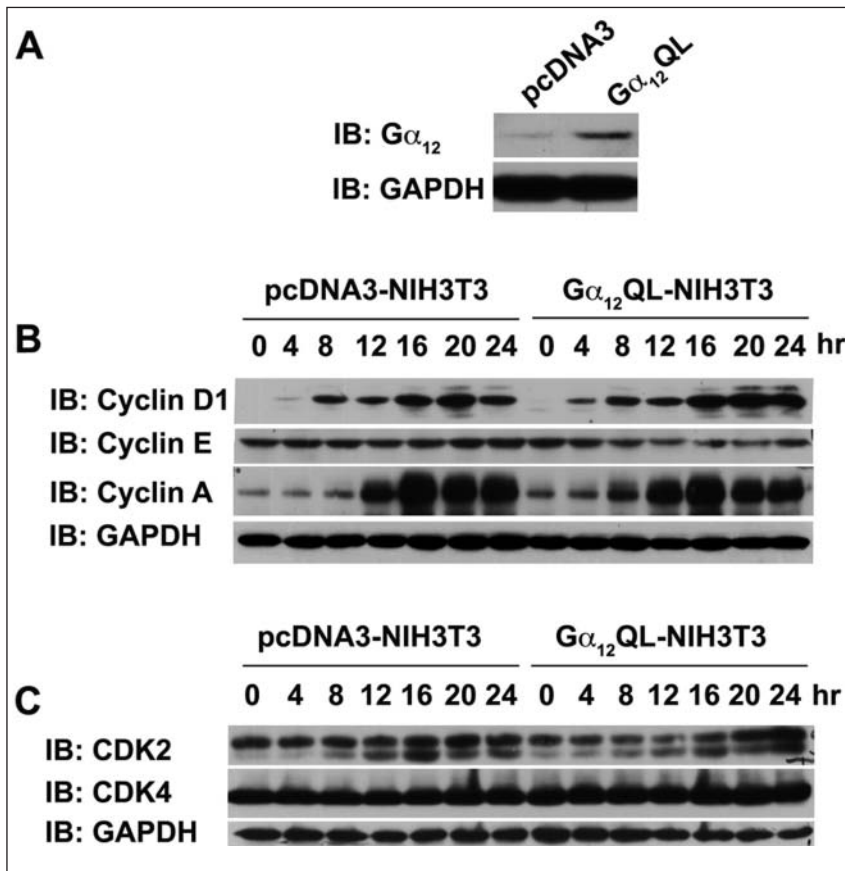 A
pcDNA3
Gα₁₂QL
IB: Gα₁₂
IB: GAPDH
pcDNA3-NIH3T3
Gα₁₂QL-NIH3T3
B
0 4 8 12 16 20 24 0 4 8 12 16 20 24 hr
IB: Cyclin D1
IB: Cyclin E
IB: Cyclin A
IB: GAPDH
pcDNA3-NIH3T3
Gα₁₂QL-NIH3T3
C
0 4 8 12 16 20 24 0 4 8 12 16 20 24 hr
IB: CDK2
IB: CDK4
IB: GAPDH